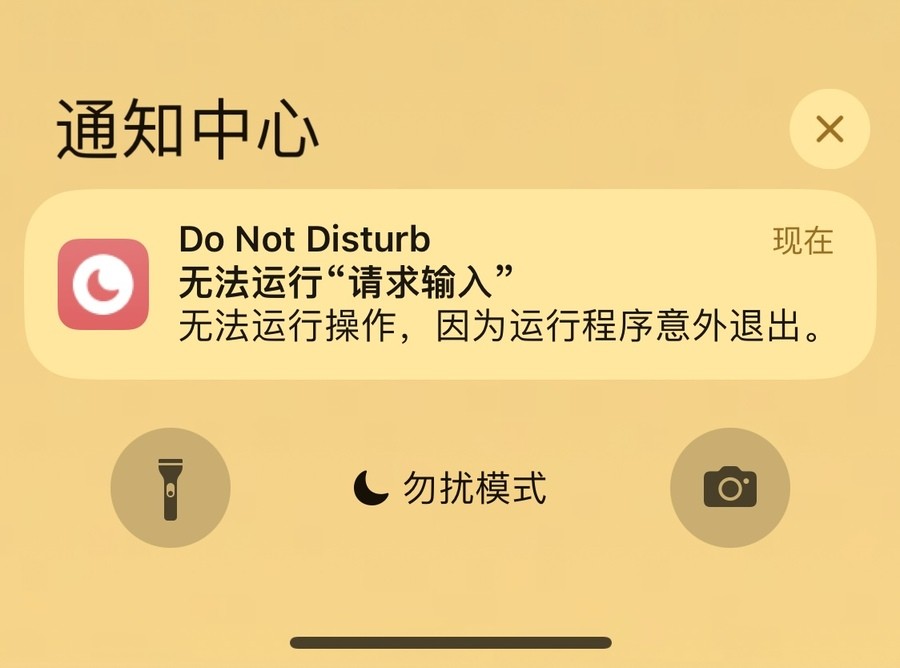 通知中心
Do Not Disturb
现在
无法运行“请求输入”
无法运行操作，因为运行程序意外退出。
勿扰模式